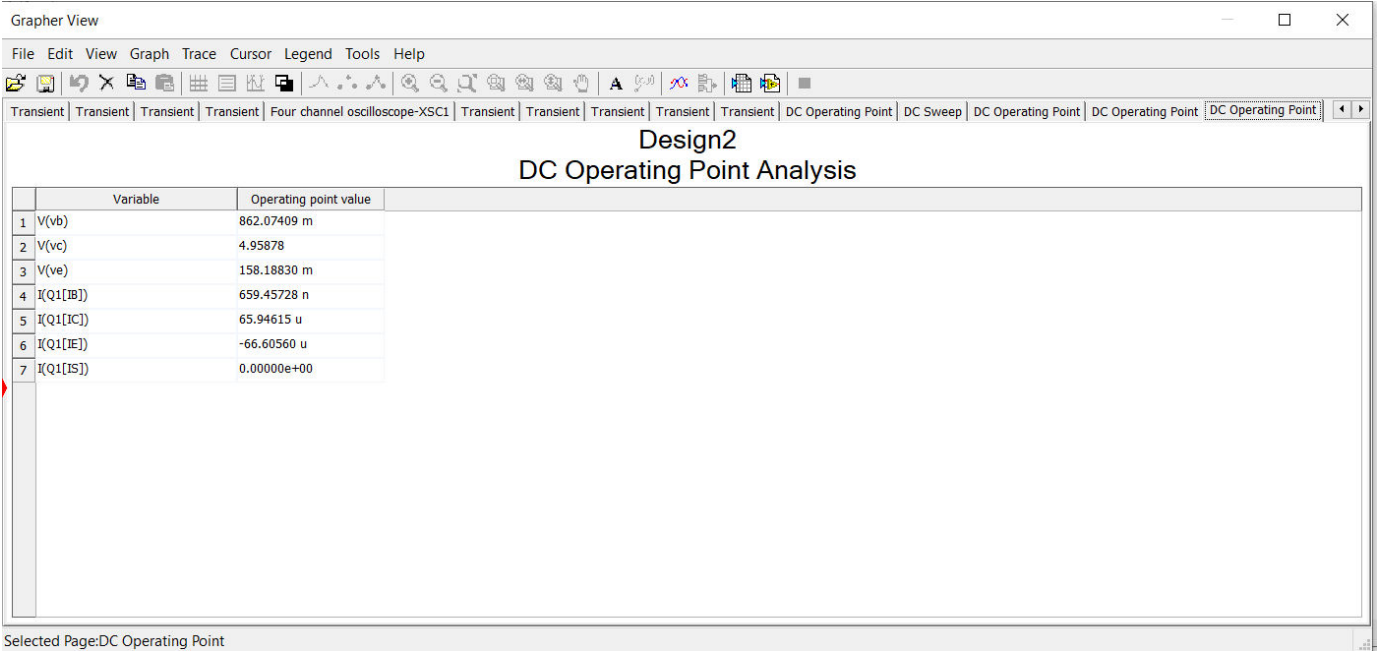 Grapher View
File Edit View Graph Trace Cursor Legend Tools Help
A
Transient Transient Transient Transient Four channel oscilloscope-XSC1 Transient Transient Transient Transient Transient DC Operating Point DC Sweep DC Operating Point DC Operating Point DC Operating Point
Design2
DC Operating Point Analysis
Variable Operating point value
1 V(vb) 862.07409 m
2 V(vc) 4.95878
3 V(ve) 158.18830 m
4 I(Q1[IB]) 659.45728 n
5 I(Q1[IC]) 65.94615 u
6 I(Q1[IE]) -66.60560 u
7 I(Q1[IS]) 0.00000e+00
Selected Page:DC Operating Point